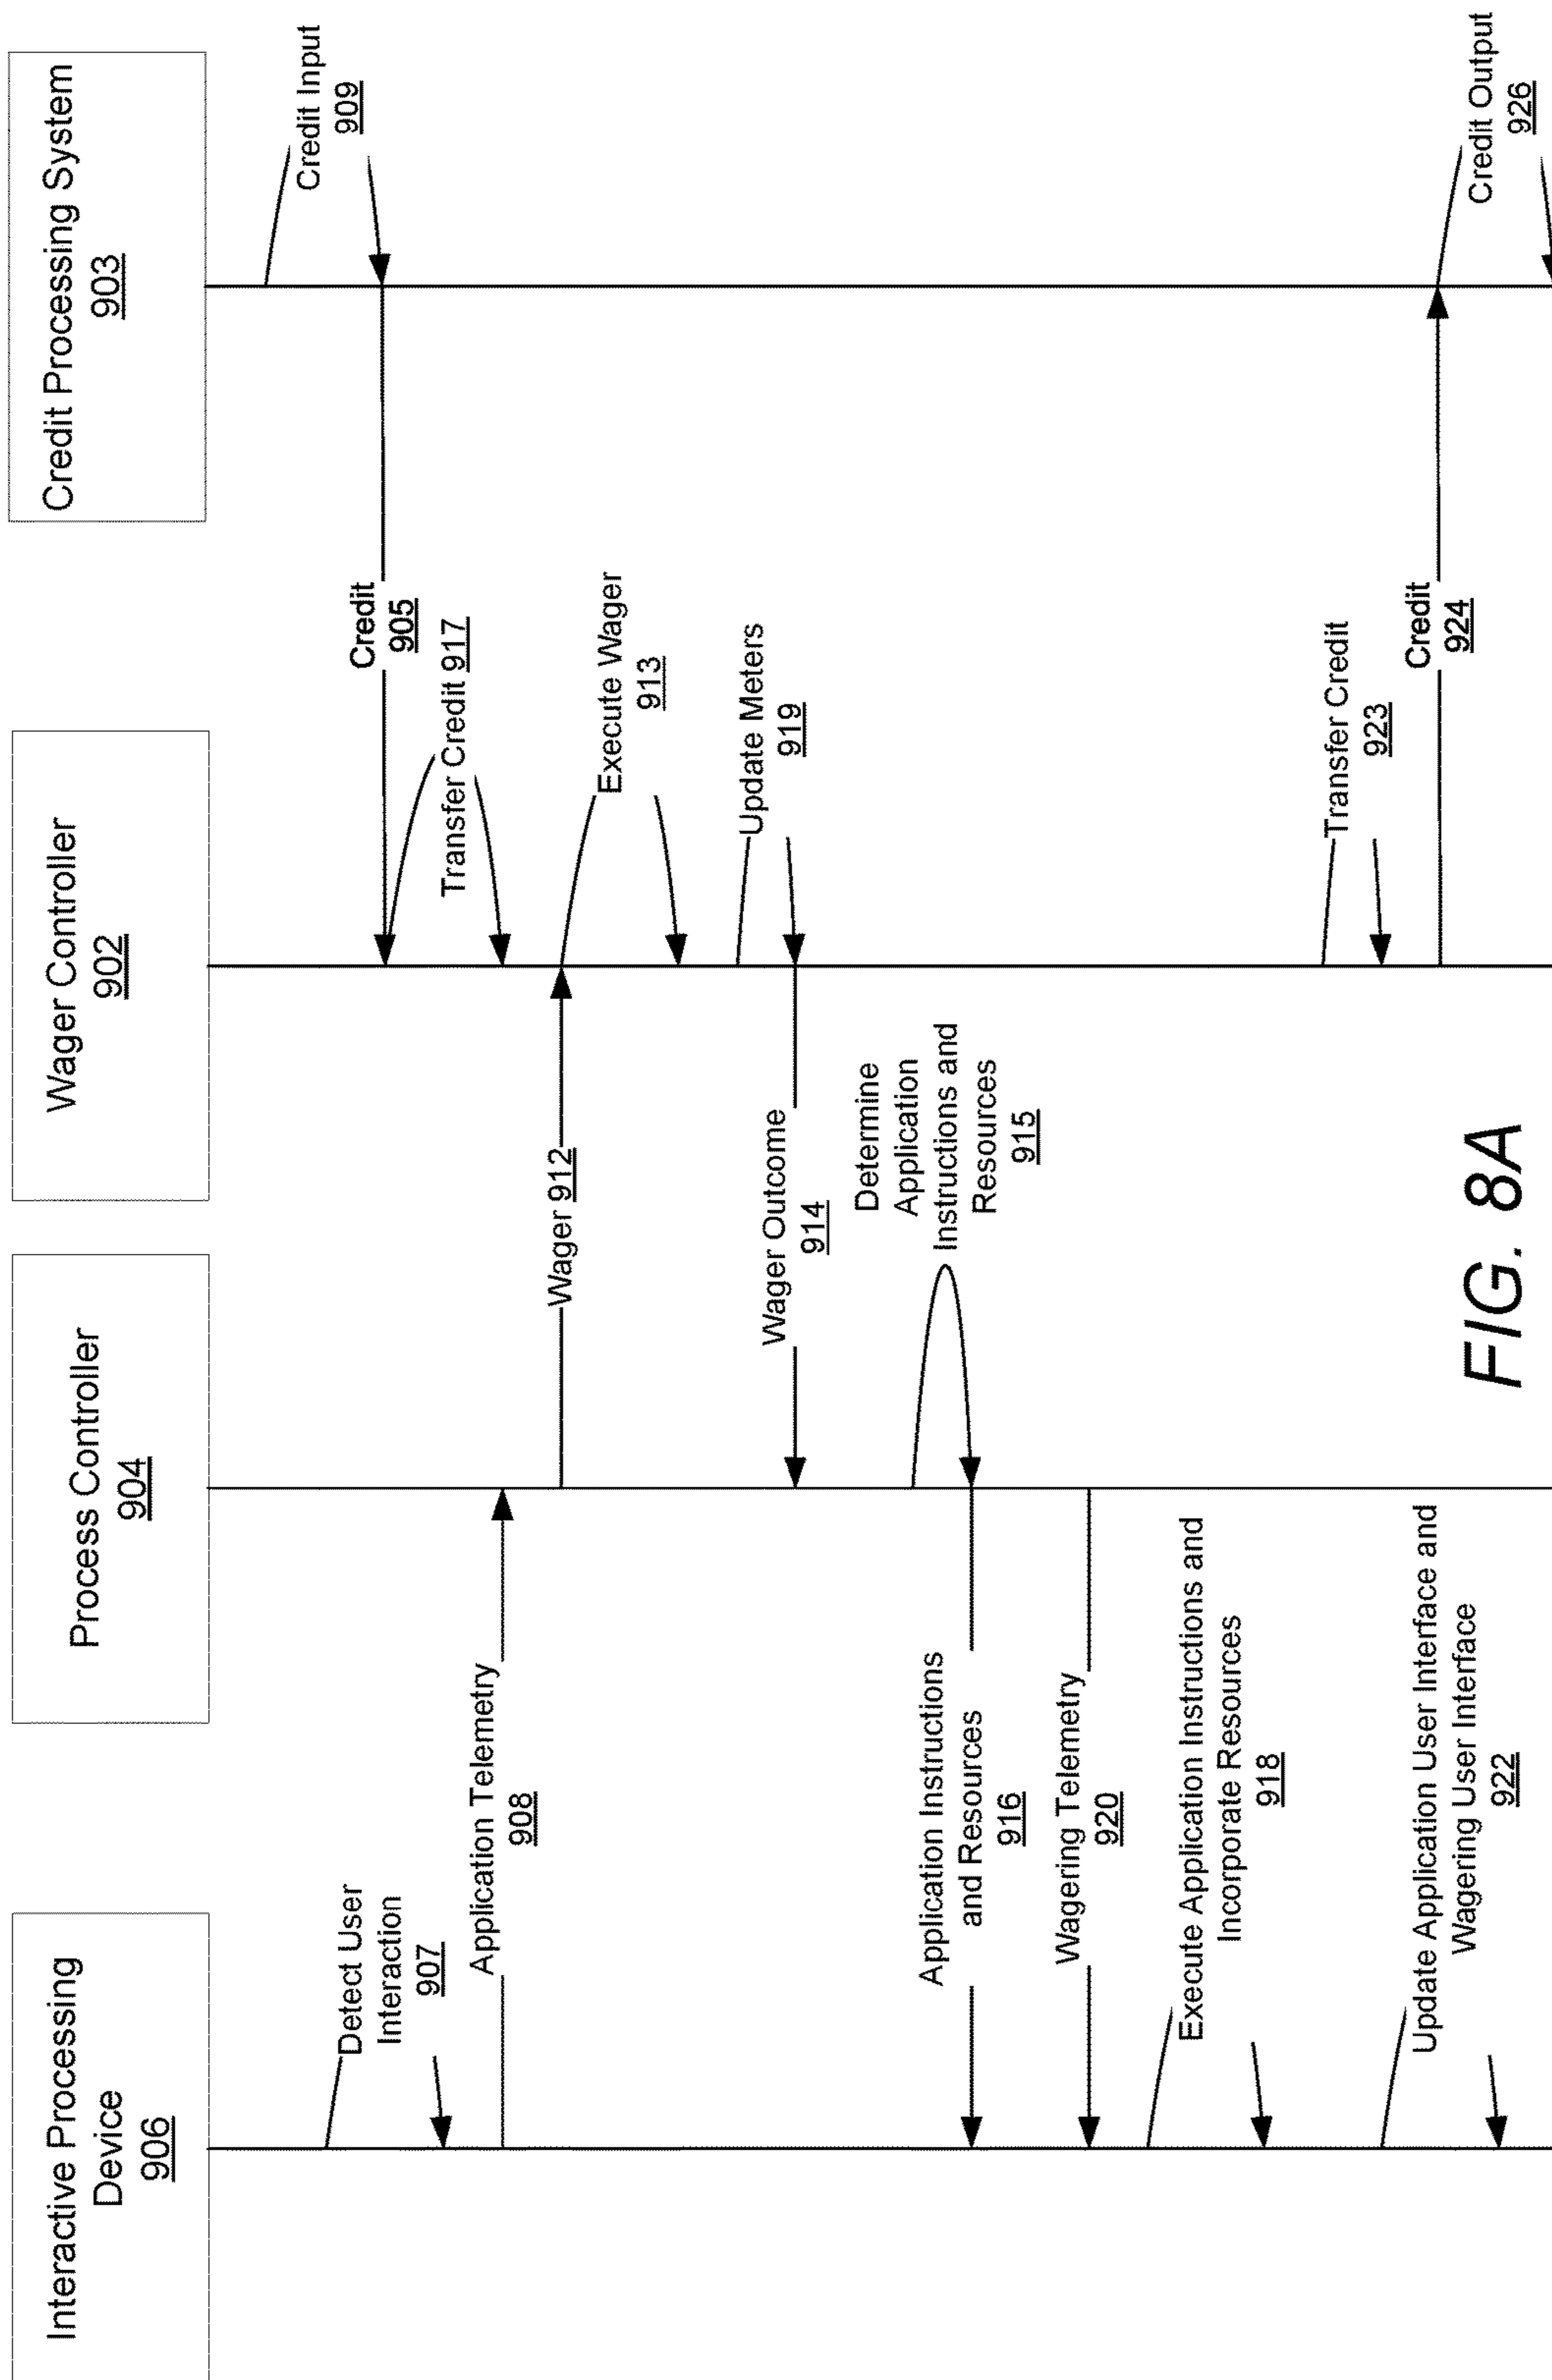 Interactive Processing
Device
906
Process Controller
904
Wager Controller
902
Credit Processing System
903
Credit Input
909
Detect User
Interaction
907
Credit
905
Transfer Credit 917
Application Telemetry
908
Wager 912
Execute Wager
913
Update Meters
919
Wager Outcome
914
Determine
Application
Instructions and
Resources
915
Application Instructions
and Resources
916
Wagering Telemetry
920
Execute Application Instructions and
Incorporate Resources
918
Transfer Credit
923
Update Application User Interface and
Wagering User Interface
922
Credit
924
Credit Output
926
FIG. 8A